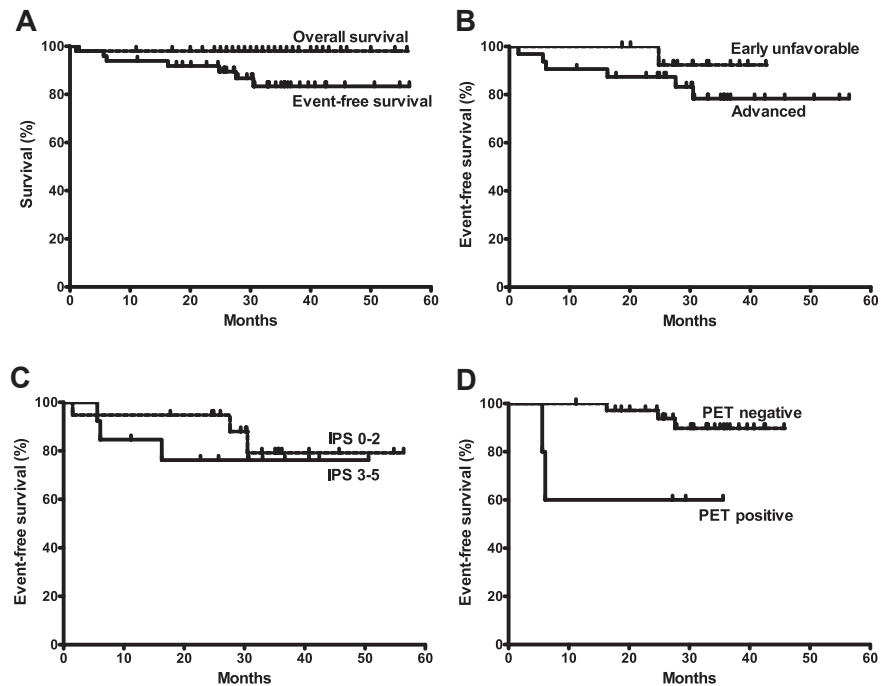 A
Survival (%)
100
80
60
40
20
0
Overall survival
Event-free survival
0 10 20 30 40 50 60
Months
B
Event-free survival (%)
100
80
60
40
20
0
Early unfavorable
Advanced
0 10 20 30 40 50 60
Months
C
Event-free survival (%)
100
80
60
40
20
0
IPS 0-2
IPS 3-5
0 10 20 30 40 50 60
Months
D
Event-free survival (%)
100
80
60
40
20
0
PET negative
PET positive
0 10 20 30 40 50 60
Months